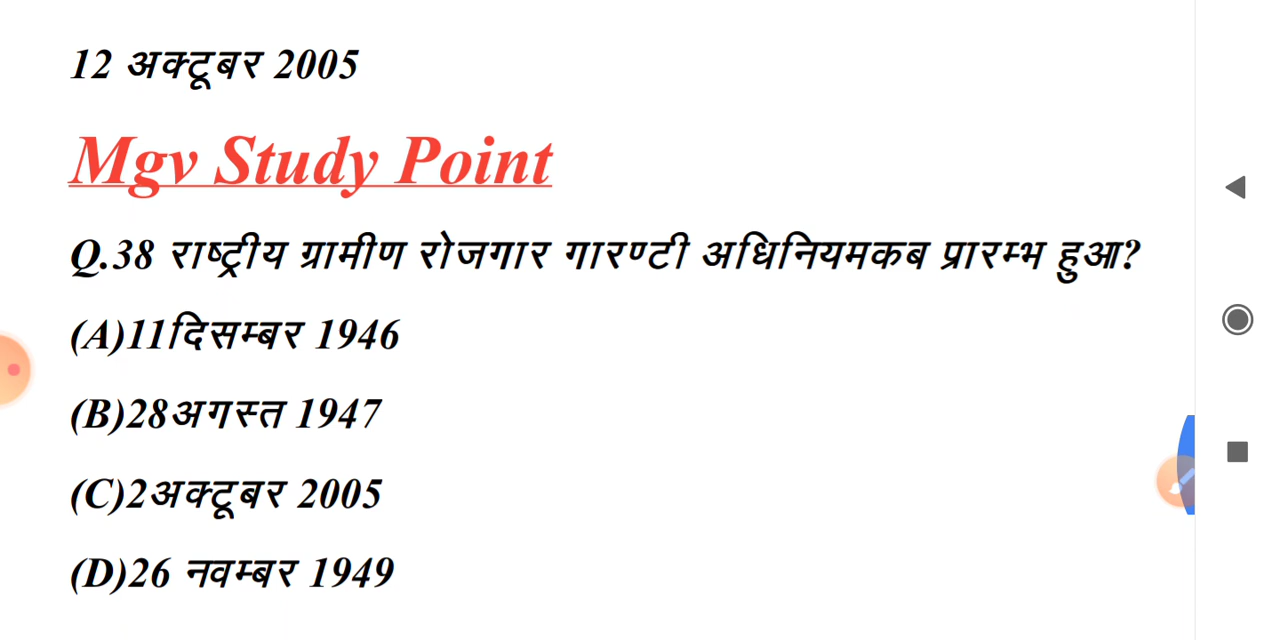 12 अक्टूबर 2005
Mgv Study Point
Q.38 राष्ट्रीय ग्रामीण रोजगार गारण्टी अधिनियमकब प्रारम्भ हुआ?
(A)11दिसम्बर 1946
(B)28अगस्त 1947
(C)2अक्टूबर 2005
(D)26 नवम्बर 1949